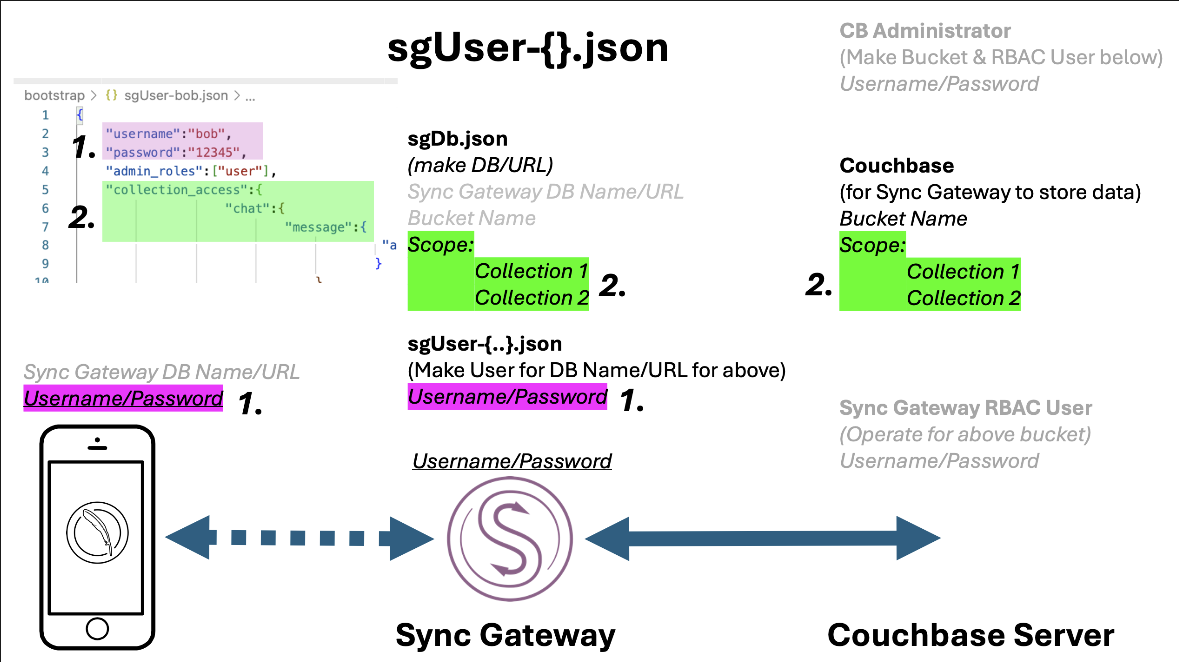 sgUser-{}.json
CB Administrator
(Make Bucket & RBAC User below)
Username/Password
bootstrap > {} sgUser-bob.json > ...
1 {
2 "username":"bob",
3 "password":"12345",
4 "admin_roles":["user"],
5 "collection_access":{
6 "chat":{
7 "message":{
8 "a
9 }
10 }
1.
2.
sgDb.json
(make DB/URL)
Sync Gateway DB Name/URL
Bucket Name
Scope:
Collection 1
Collection 2
2.
Couchbase
(for Sync Gateway to store data)
Bucket Name
Scope:
Collection 1
Collection 2
2.
Sync Gateway DB Name/URL
Username/Password
1.
sgUser-{..}.json
(Make User for DB Name/URL for above)
Username/Password
1.
Username/Password
Sync Gateway RBAC User
(Operate for above bucket)
Username/Password
Sync Gateway
Couchbase Server